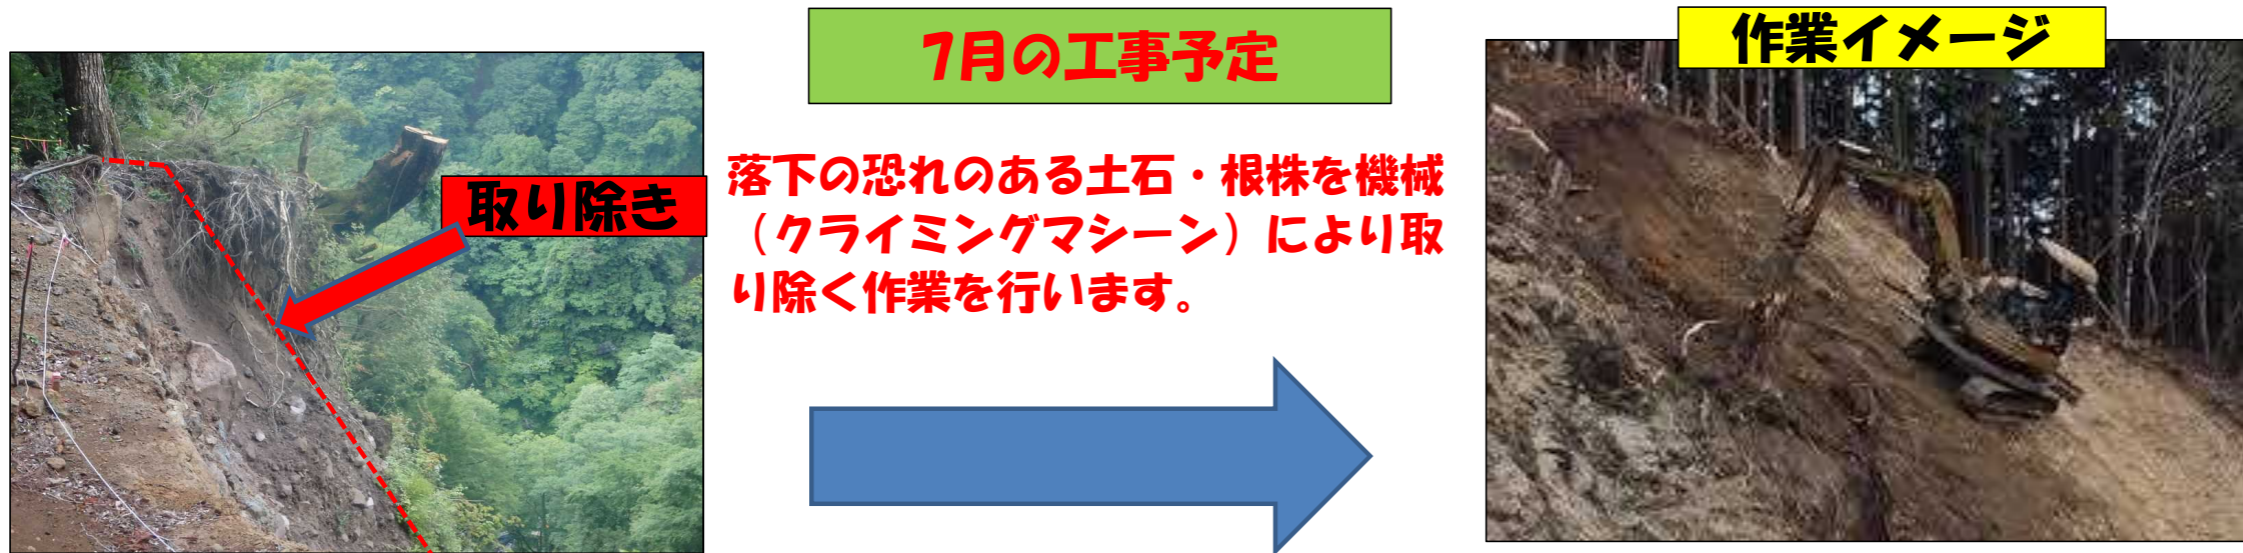 7月の工事予定
作業イメージ
取り除き
落下の恐れのある土石・根株を機械
（クライミングマシーン）により取
り除く作業を行います。